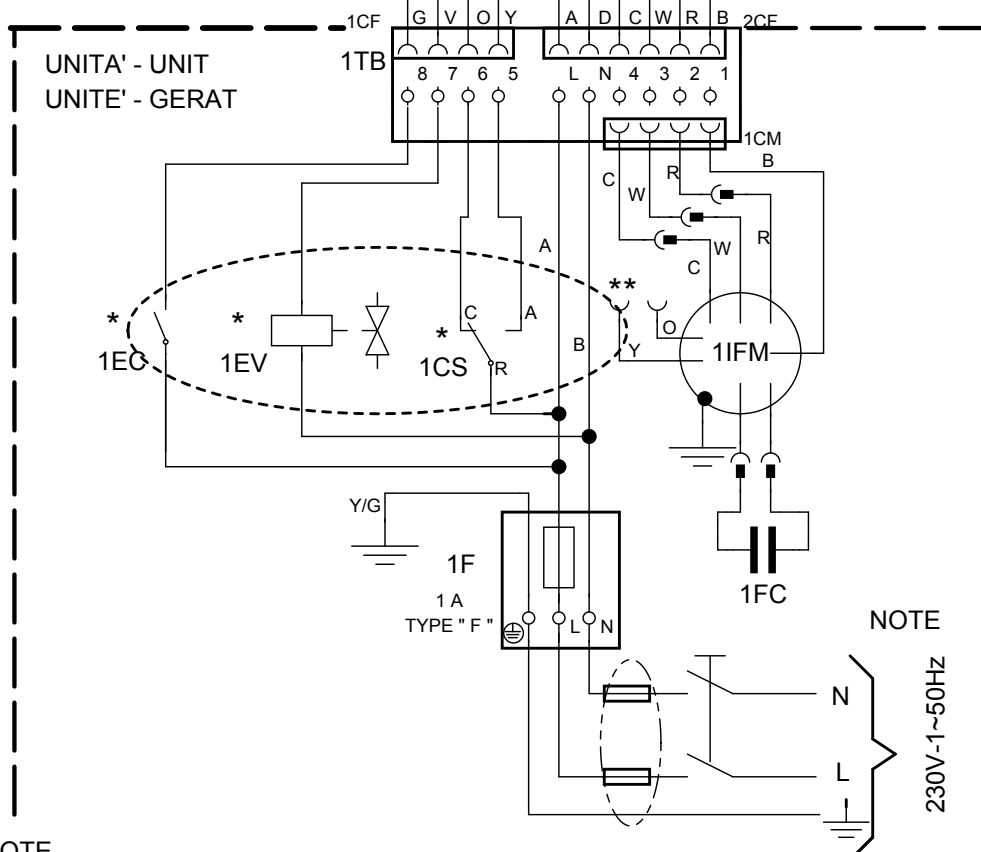 1CF G V O Y A D C W R B 2CF
UNITA' - UNIT
UNITE' - GERAT
1TB
8 7 6 5 L N 4 3 2 1
1CM
B
C
W
R
A
W
R
C
**
*
1EC
*
1EV
C
*
1CS
A
R
B
O
Y
1IFM
Y/G
1F
1 A
TYPE " F "
L N
1FC
NOTE
N
L
230V-1~50Hz